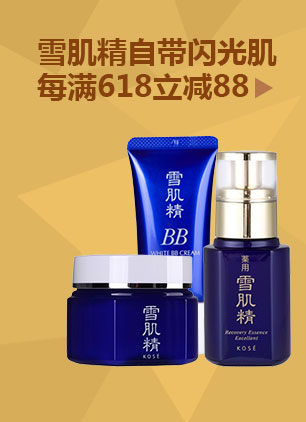 雪肌精自带闪光肌
每满618立减88
雪肌精
BB
WHITE BB CREAM
雪肌精
KOSÉ
薬用
雪肌精
Recovery Essence
Excellent
KOSÉ